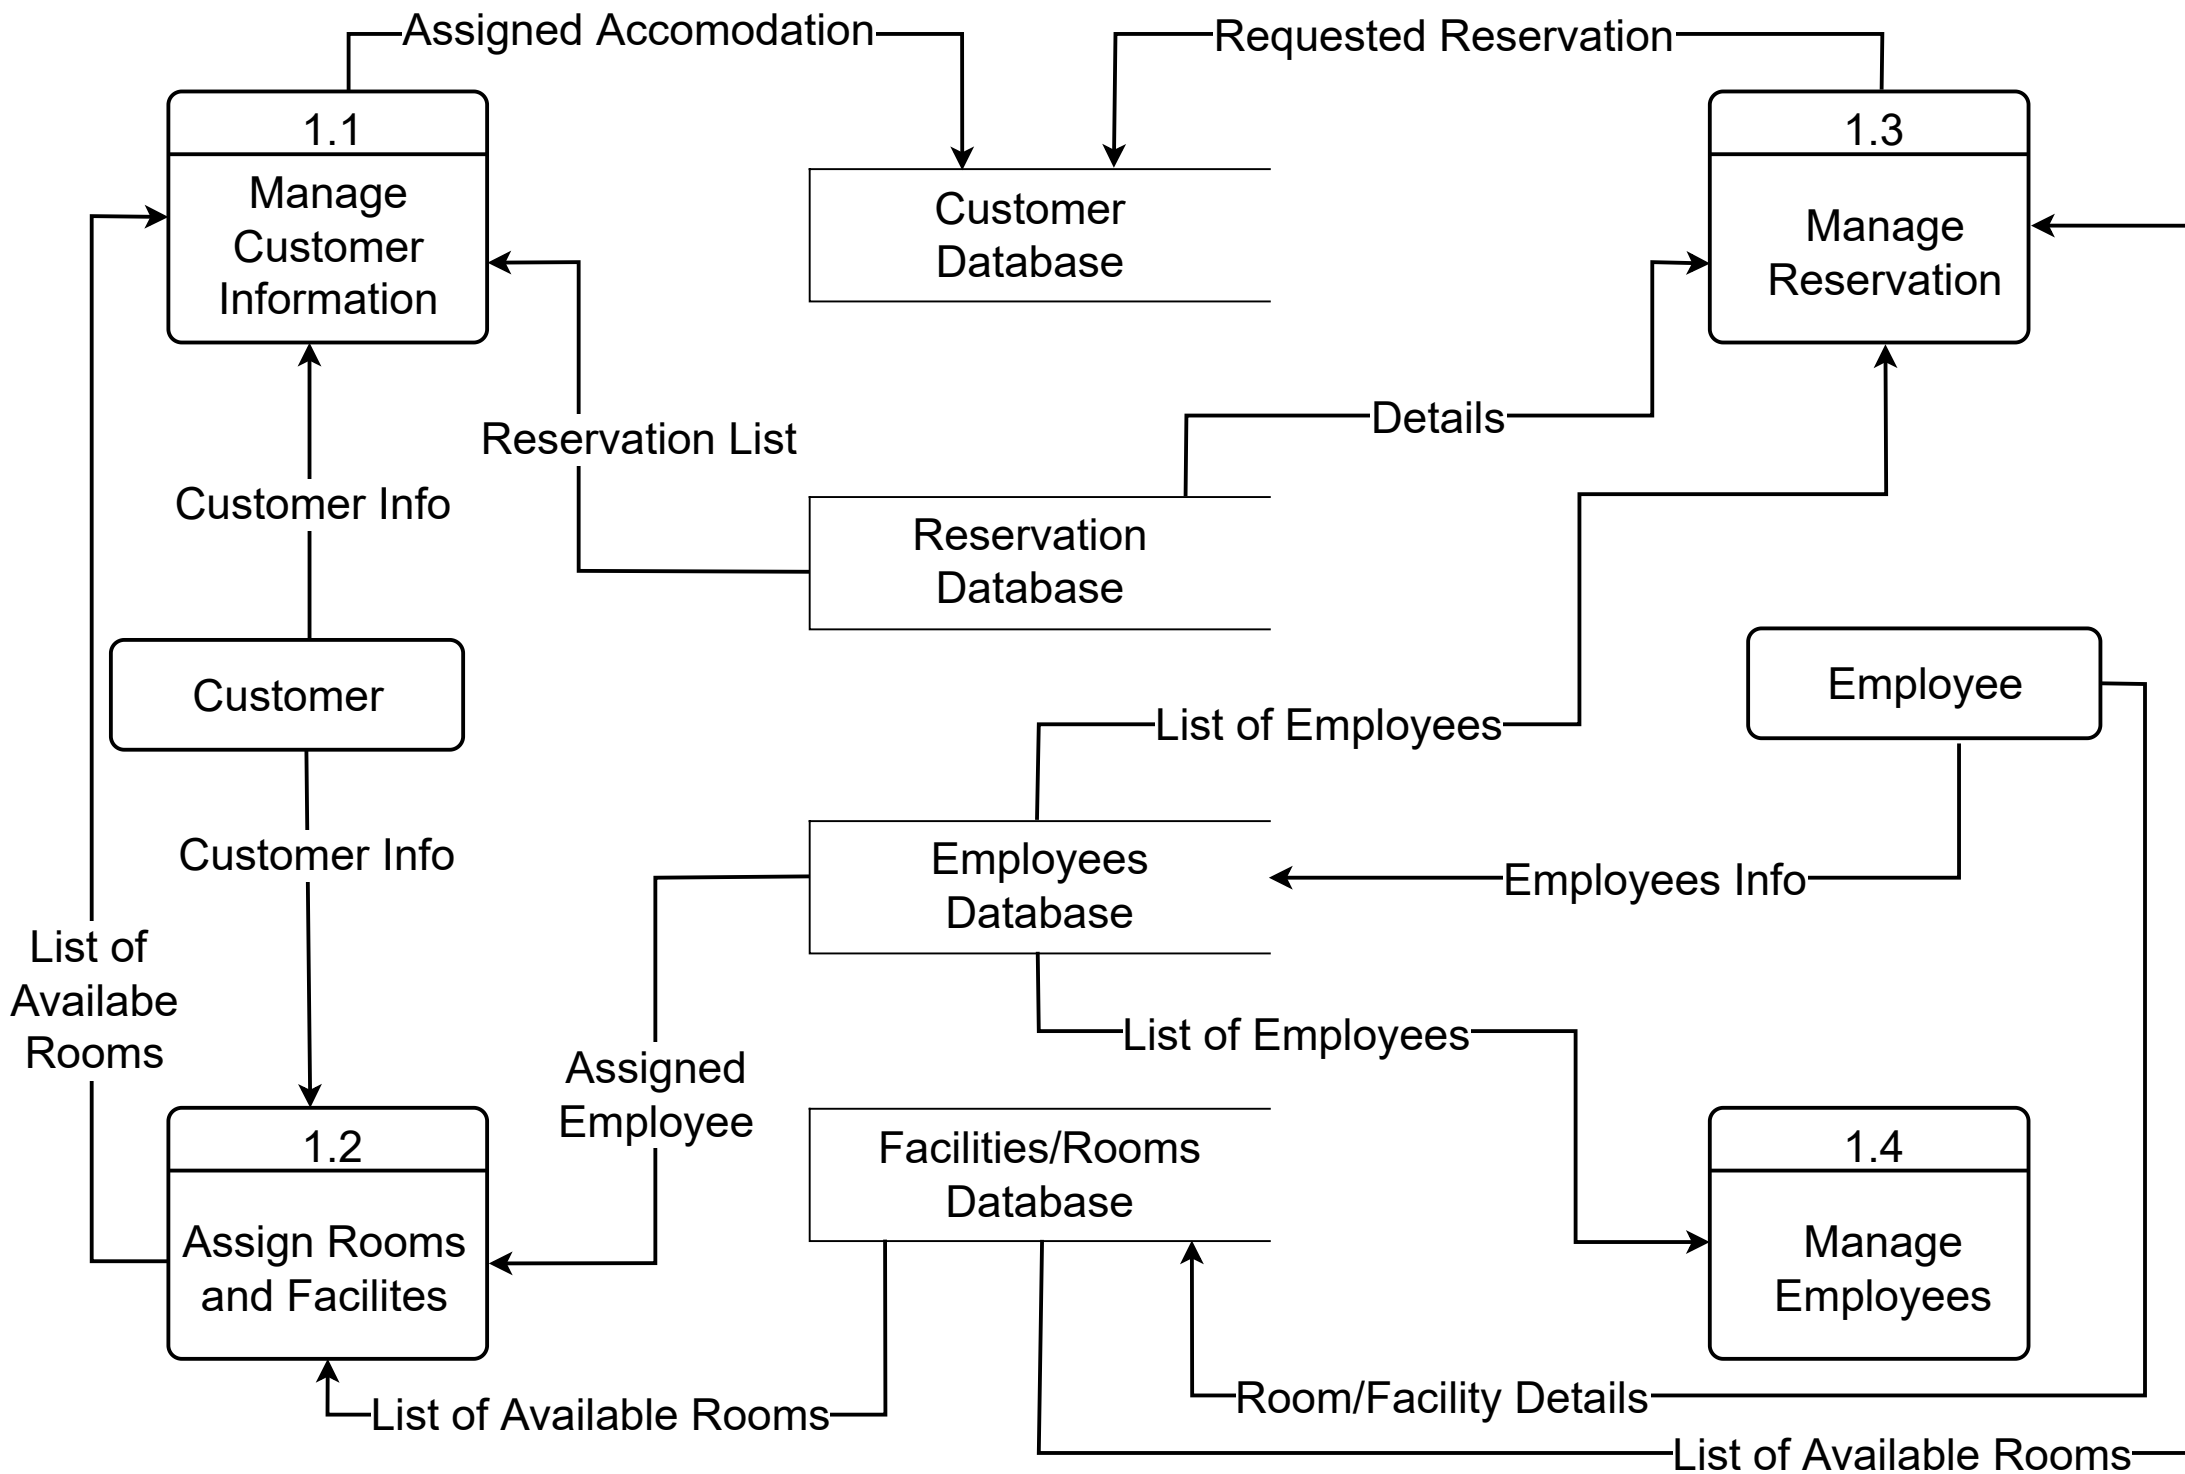 Assigned Accomodation
Requested Reservation
1.1
Manage
Customer
Information
Customer
Database
1.3
Manage
Reservation
Details
Reservation List
Customer Info
Reservation
Database
Customer
Employee
List of Employees
Customer Info
Employees
Database
Employees Info
List of
Availabe
Rooms
List of Employees
Assigned
Employee
1.2
Assign Rooms
and Facilites
Facilities/Rooms
Database
1.4
Manage
Employees
Room/Facility Details
List of Available Rooms
List of Available Rooms